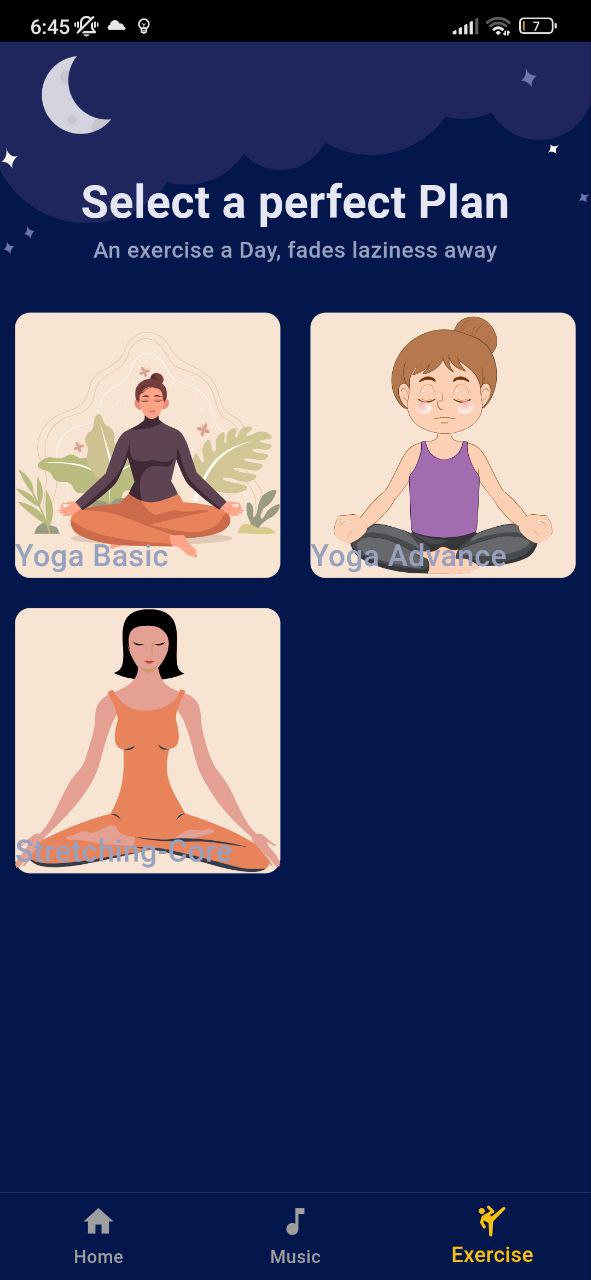 6:45
7
Select a perfect Plan
An exercise a Day, fades laziness away
Yoga Basic
Yoga Advance
Stretching-Core
Home
Music
Exercise